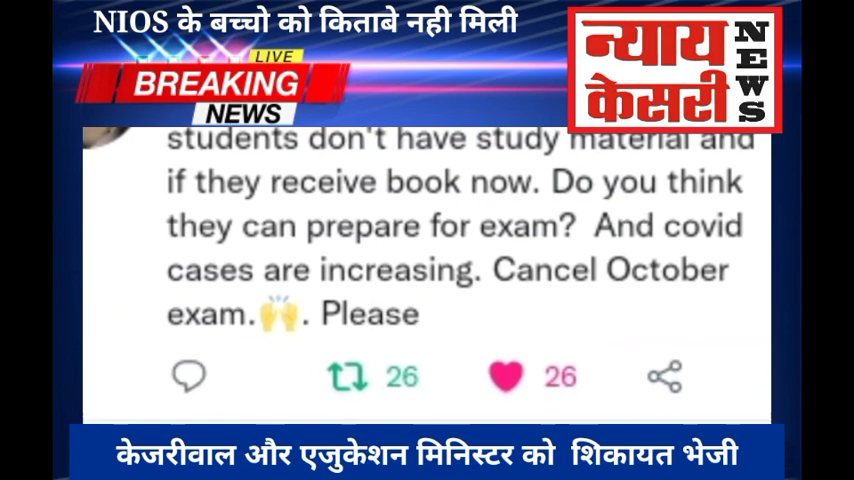 NIOS के बच्चो को किताबे नही मिली
LIVE
BREAKING
NEWS
न्याय
केसरी
NEWS
students don't have study material and
if they receive book now. Do you think
they can prepare for exam? And covid
cases are increasing. Cancel October
exam.🙌. Please
26
26
केजरीवाल और एजुकेशन मिनिस्टर को शिकायत भेजी